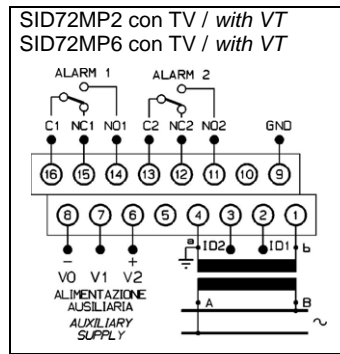 SID72MP2 con TV / with VT
SID72MP6 con TV / with VT
ALARM 1 ALARM 2
C1 NC1 NO1 C2 NC2 NO2 GND
16 15 14 13 12 11 10 9
8 7 6 5 4 3 2 1
a ID2 ID1 b
- +
V0 V1 V2
ALIMENTAZIONE
AUSILIARIA
AUXILIARY
SUPPLY
A B
~